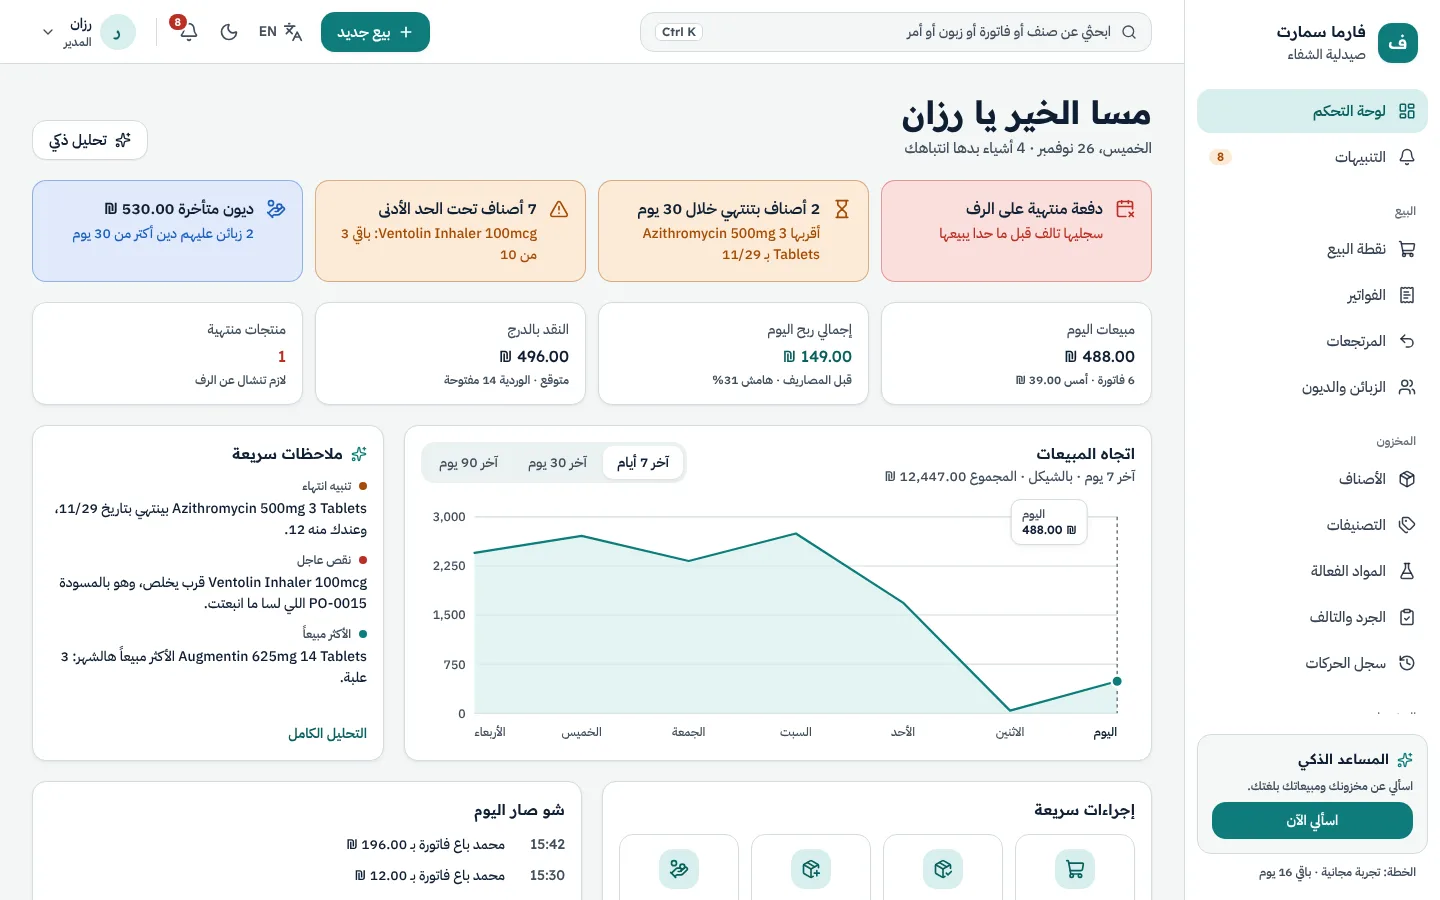 فارما سمارت
صيدلية الشفاء
ف
لوحة التحكم
التنبيهات
8
البيع
نقطة البيع
الفواتير
المرتجعات
الزبائن والديون
المخزون
الأصناف
التصنيفات
المواد الفعالة
الجرد والتالف
سجل الحركات
المساعد الذكي
اسألي عن مخزونك ومبيعاتك بلغتك.
اسألي الآن
الخطة: تجربة مجانية · باقي 16 يوم
ابحثي عن صنف أو فاتورة أو زبون أو أمر
Ctrl K
بيع جديد
EN
8
ر
رزان
المدير
مسا الخير يا رزان
الخميس، 26 نوفمبر · 4 أشياء بدها انتباهك
تحليل ذكي
دفعة منتهية على الرف
سجليها تالف قبل ما حدا يبيعها
2 أصناف بتنتهي خلال 30 يوم
أقربها Azithromycin 500mg 3
Tablets بـ 11/29
7 أصناف تحت الحد الأدنى
Ventolin Inhaler 100mcg: باقي 3
من 10
ديون متأخرة 530.00 ₪
2 زبائن عليهم دين أكتر من 30 يوم
مبيعات اليوم
488.00 ₪
6 فاتورة · أمس 39.00 ₪
إجمالي ربح اليوم
149.00 ₪
قبل المصاريف · هامش 31%
النقد بالدرج
496.00 ₪
متوقع · الوردية 14 مفتوحة
منتجات منتهية
1
لازم تنشال عن الرف
اتجاه المبيعات
آخر 7 يوم · بالشيكل · المجموع 12,447.00 ₪
آخر 7 أيام
آخر 30 يوم
آخر 90 يوم
اليوم
488.00 ₪
3,000
2,250
1,500
750
0
اليوم
الاثنين
الأحد
السبت
الجمعة
الخميس
الأربعاء
ملاحظات سريعة
تنبيه انتهاء
Azithromycin 500mg 3 Tablets بينتهي بتاريخ 11/29،
وعندك منه 12.
نقص عاجل
Ventolin Inhaler 100mcg قرب يخلص، وهو بالمسودة
PO-0015 اللي لسا ما انبعتت.
الأكثر مبيعاً
Augmentin 625mg 14 Tablets الأكثر مبيعاً هالشهر: 3
علبة.
التحليل الكامل
إجراءات سريعة
شو صار اليوم
15:42 محمد باع فاتورة بـ 196.00 ₪
15:30 محمد باع فاتورة بـ 12.00 ₪